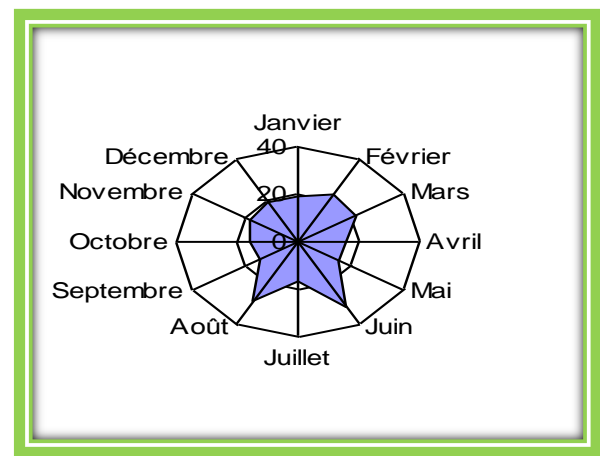 Janvier
40
Décembre Février
20
Novembre Mars
Octobre 0 Avril
Septembre Mai
Août Juin
Juillet